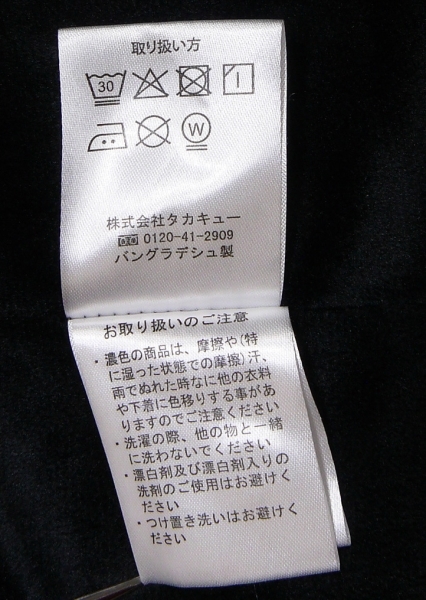 取り扱い方
30
W
株式会社タカキュー
0120-41-2909
バングラデシュ製
お取り扱いのご注意
・濃色の商品は、摩擦や(特
に湿った状態での摩擦)汗、
雨でぬれた時などに他の衣料
や下着に色移りする事があ
りますのでご注意ください
・洗濯の際、他の物と一緒
に洗わないでください
・漂白剤及び漂白剤入りの
洗剤のご使用はお避けくだ
さい
・つけ置き洗いはお避けく
ださい